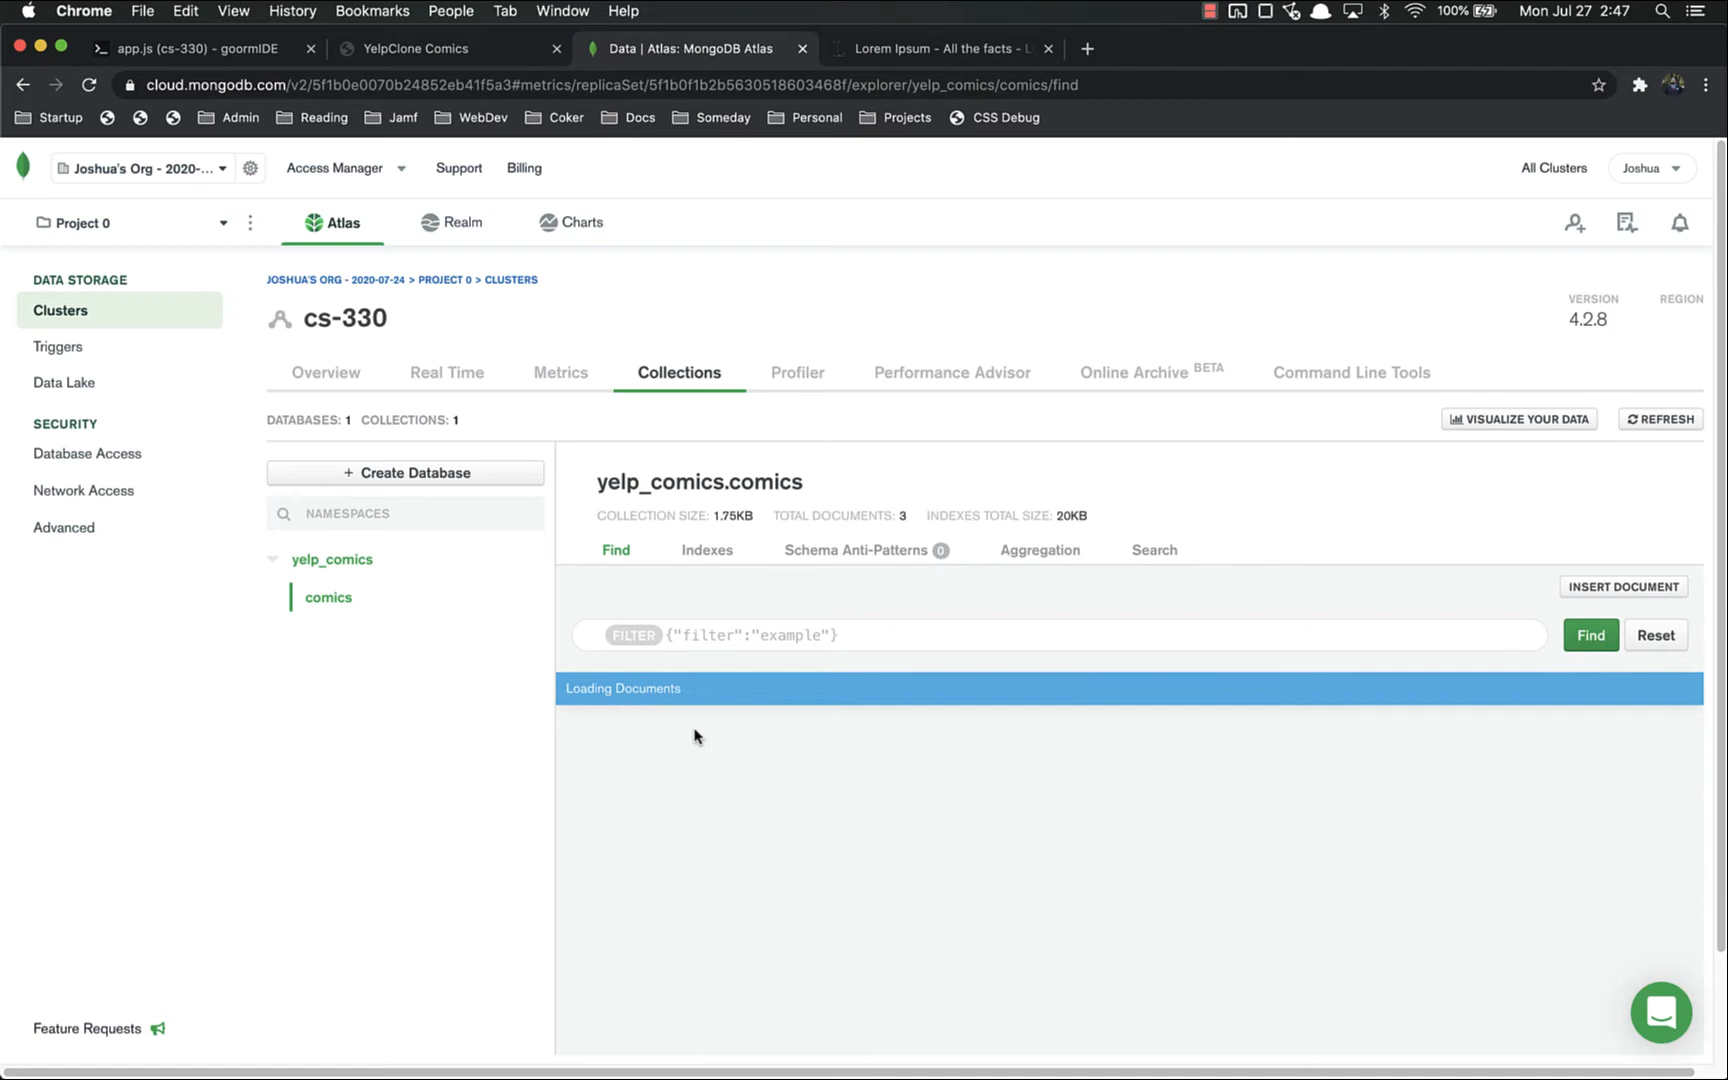 Chrome File Edit View History Bookmarks People Tab Window Help 100% Mon Jul 27 2:47
app.js (cs-330) - goormIDE YelpClone Comics Data | Atlas: MongoDB Atlas Lorem Ipsum - All the facts -
cloud.mongodb.com/v2/5f1b0e0070b24852eb41f5a3#metrics/replicaSet/5f1b0f1b2b5630518603468f/explorer/yelp_comics/comics/find
Startup Admin Reading Jamf WebDev Coker Docs Someday Personal Projects CSS Debug
Joshua's Org - 2020-... Access Manager Support Billing All Clusters Joshua
Project 0 Atlas Realm Charts
DATA STORAGE
Clusters
Triggers
Data Lake
SECURITY
Database Access
Network Access
Advanced
Feature Requests
JOSHUA'S ORG - 2020-07-24 > PROJECT 0 > CLUSTERS
cs-330
VERSION REGION
4.2.8
Overview Real Time Metrics Collections Profiler Performance Advisor Online Archive BETA Command Line Tools
DATABASES: 1 COLLECTIONS: 1 VISUALIZE YOUR DATA REFRESH
+ Create Database
NAMESPACES
yelp_comics
comics
yelp_comics.comics
COLLECTION SIZE: 1.75KB TOTAL DOCUMENTS: 3 INDEXES TOTAL SIZE: 20KB
Find Indexes Schema Anti-Patterns 0 Aggregation Search
INSERT DOCUMENT
FILTER {"filter":"example"} Find Reset
Loading Documents